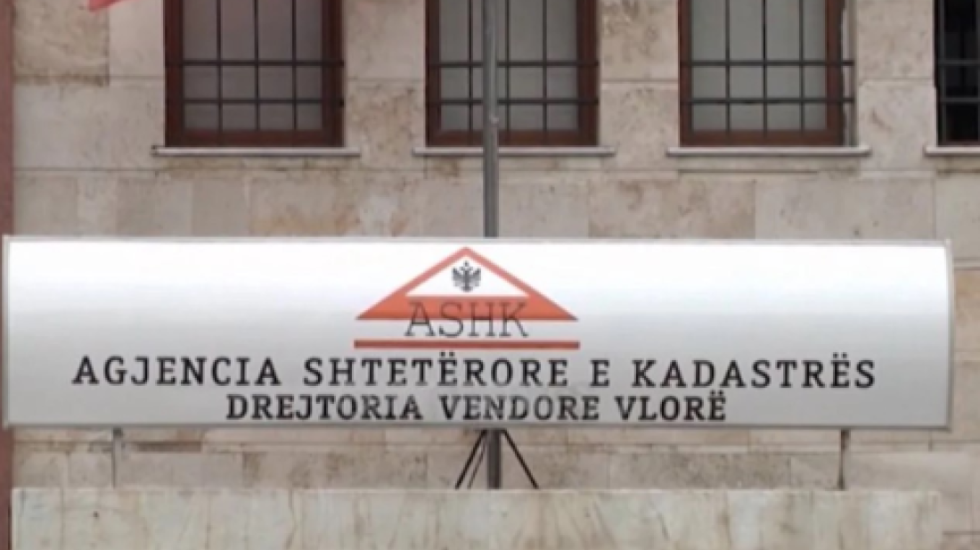 ASHK
AGJENCIA SHTETËRORE E KADASTRËS
DREJTORIA VENDORE VLORË